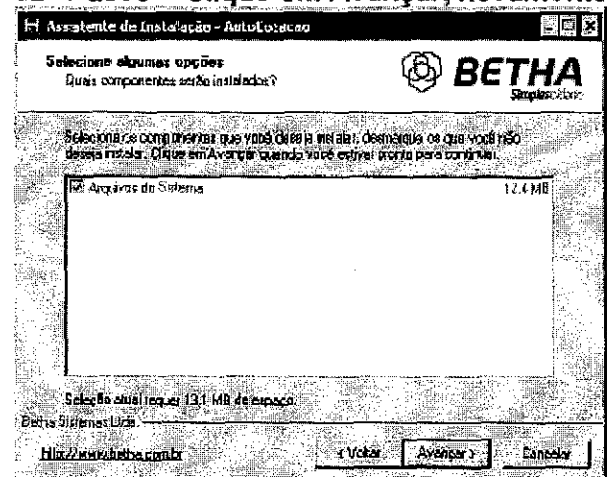 Assistente de Instalação - AutoCotacao
Selecione algumas opções
Quais componentes serão instalados?
BETHA
Selecione os componentes que você deseja instalar; desmarque os que você não
deseja instalar. Clique em Avançar quando você estiver pronto para continuar.
Arquivos do Sistema
12.4 MB
Seleção atual requer 13.1 MB de espaço.
Betha Sistemas Ltda.
http://www.betha.com.br
< Voltar
Avançar >
Cancelar